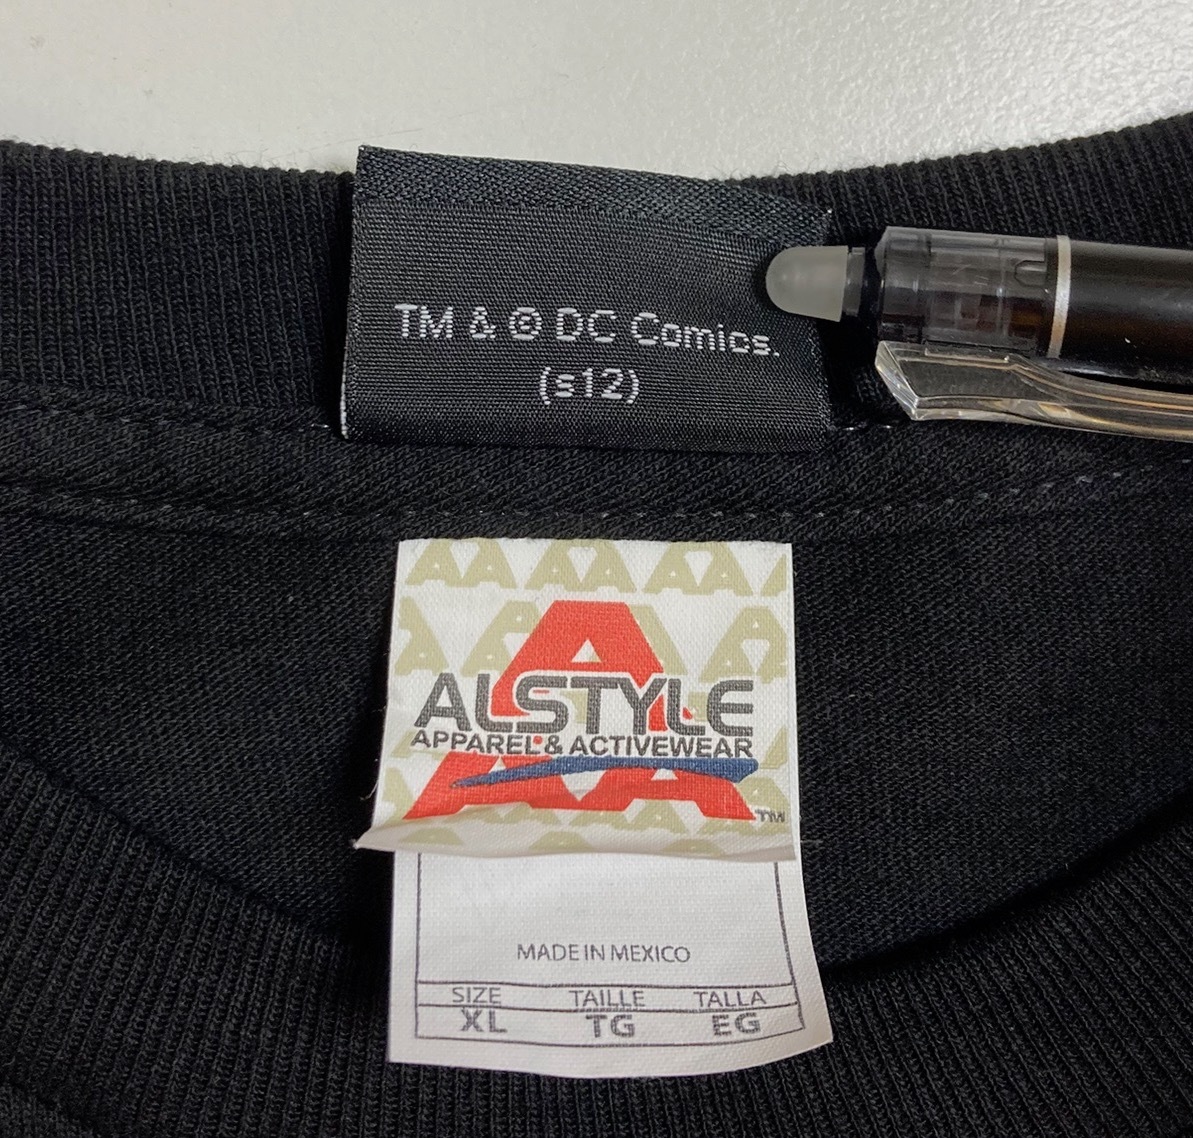 TM & © DC Comics.
(s12)
ALSTYLE
APPAREL & ACTIVEWEAR
TM
MADE IN MEXICO
SIZE TAILLE TALLA
XL TG EG